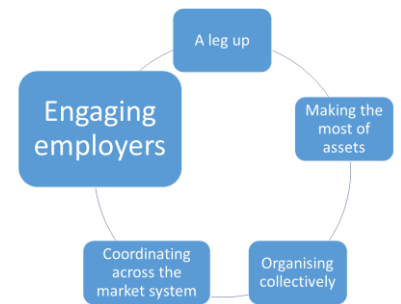 A leg up
Engaging
employers
Making the
most of
assets
Coordinating
across the
market system
Organising
collectively